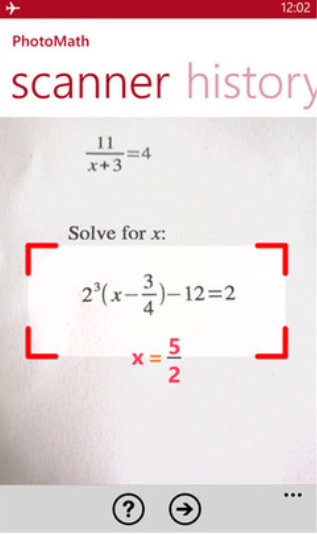 12:02
PhotoMath
scanner history
11/(x+3)=4
Solve for x:
2³(x−3/4)−12=2
x = 5/2
?